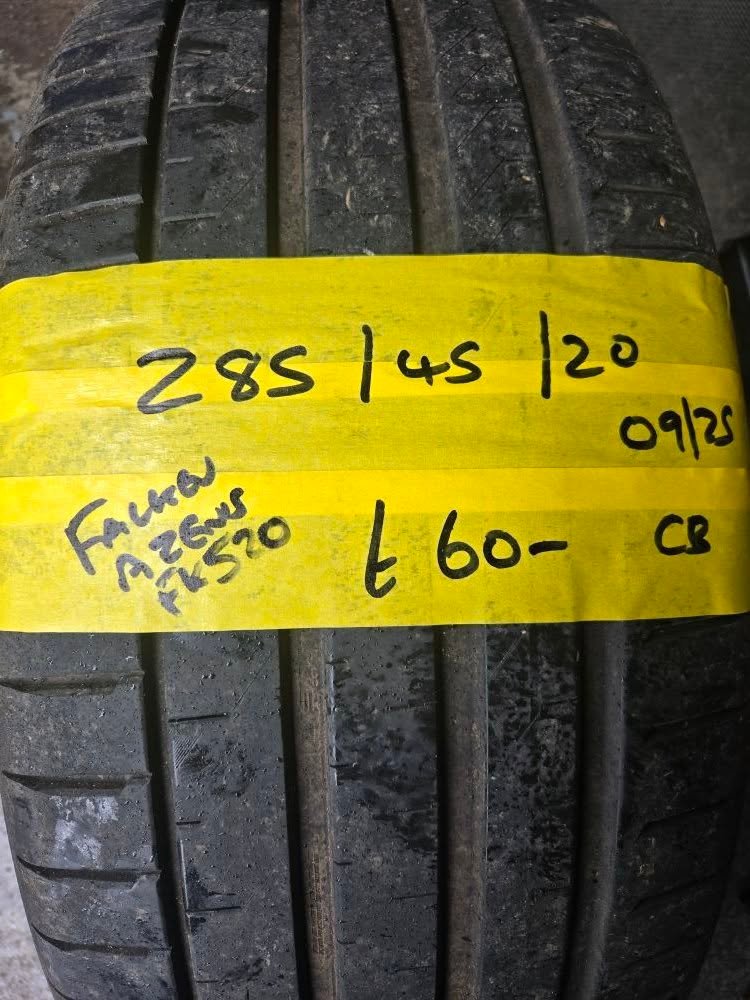 285/45/20
09/25
FALKEN
AZENIS
FK520
£60-
CB